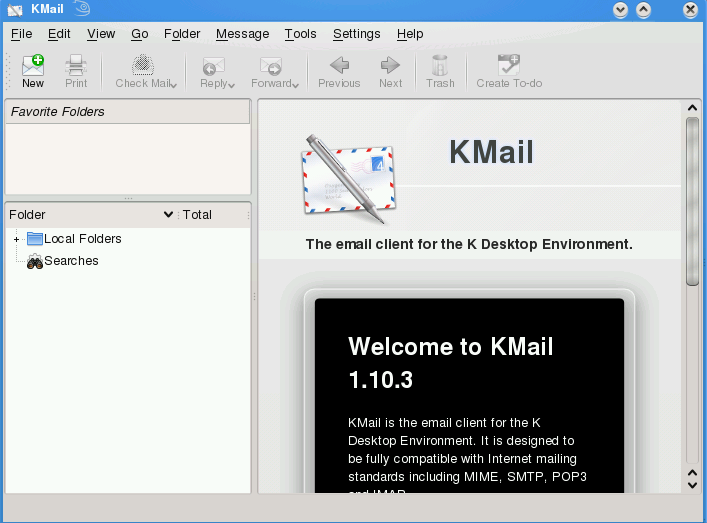 KMail
File Edit View Go Folder Message Tools Settings Help
New Print Check Mail Reply Forward Previous Next Trash Create To-do
Favorite Folders
Folder Total
Local Folders
Searches
KMail
The email client for the K Desktop Environment.
Welcome to KMail
1.10.3
KMail is the email client for the K
Desktop Environment. It is designed to
be fully compatible with Internet mailing
standards including MIME, SMTP, POP3
and IMAP